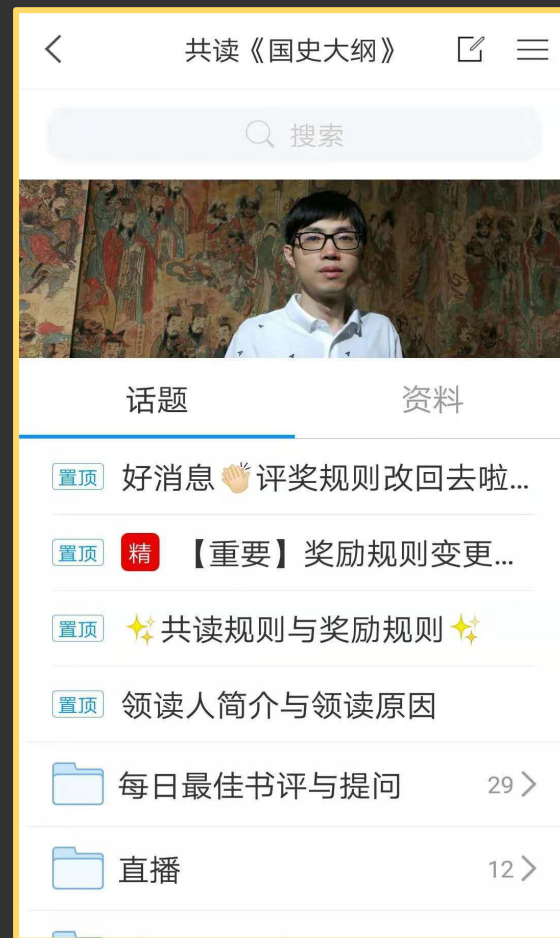 共读《国史大纲》
搜索
话题 资料
置顶 好消息👏🏻评奖规则改回去啦...
置顶 精 【重要】奖励规则变更...
置顶 ✨共读规则与奖励规则✨
置顶 领读人简介与领读原因
每日最佳书评与提问 29
直播 12